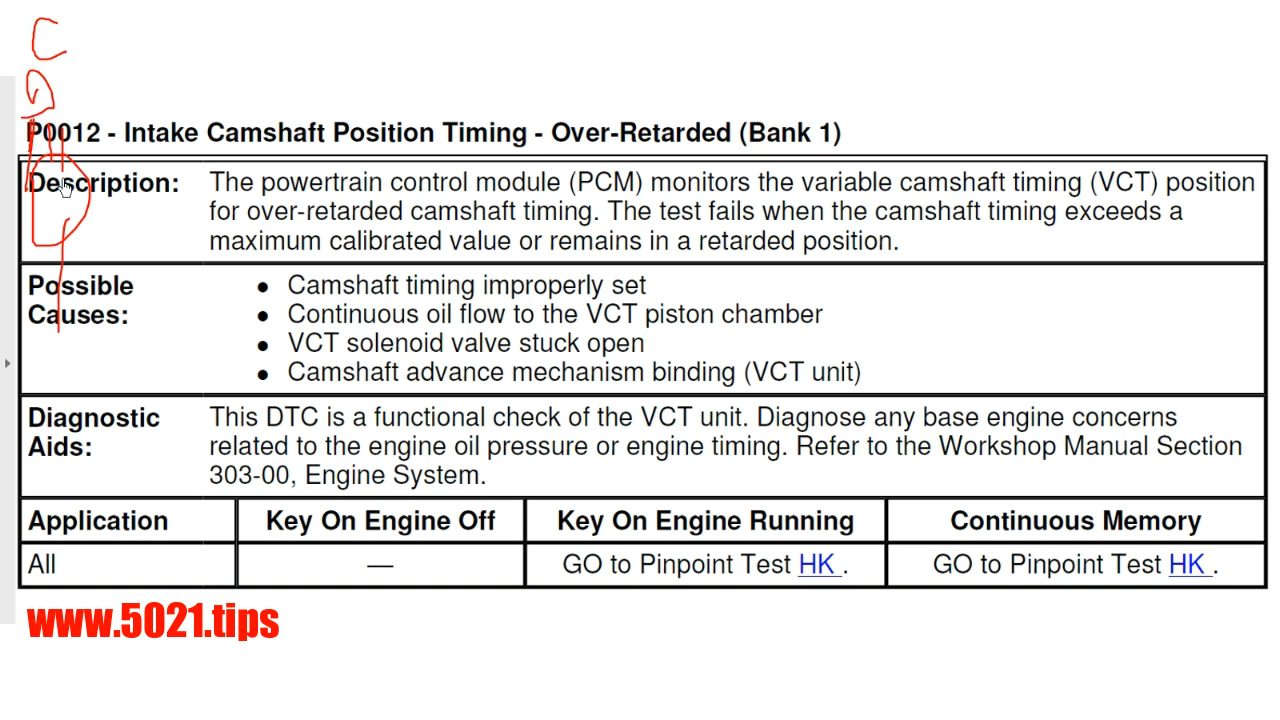 C
P0012 - Intake Camshaft Position Timing - Over-Retarded (Bank 1)
Description: The powertrain control module (PCM) monitors the variable camshaft timing (VCT) position
for over-retarded camshaft timing. The test fails when the camshaft timing exceeds a
maximum calibrated value or remains in a retarded position.
Possible
Causes:
● Camshaft timing improperly set
● Continuous oil flow to the VCT piston chamber
● VCT solenoid valve stuck open
● Camshaft advance mechanism binding (VCT unit)
Diagnostic
Aids:
This DTC is a functional check of the VCT unit. Diagnose any base engine concerns
related to the engine oil pressure or engine timing. Refer to the Workshop Manual Section
303-00, Engine System.
Application Key On Engine Off Key On Engine Running Continuous Memory
All — GO to Pinpoint Test HK . GO to Pinpoint Test HK .
www.5021.tips